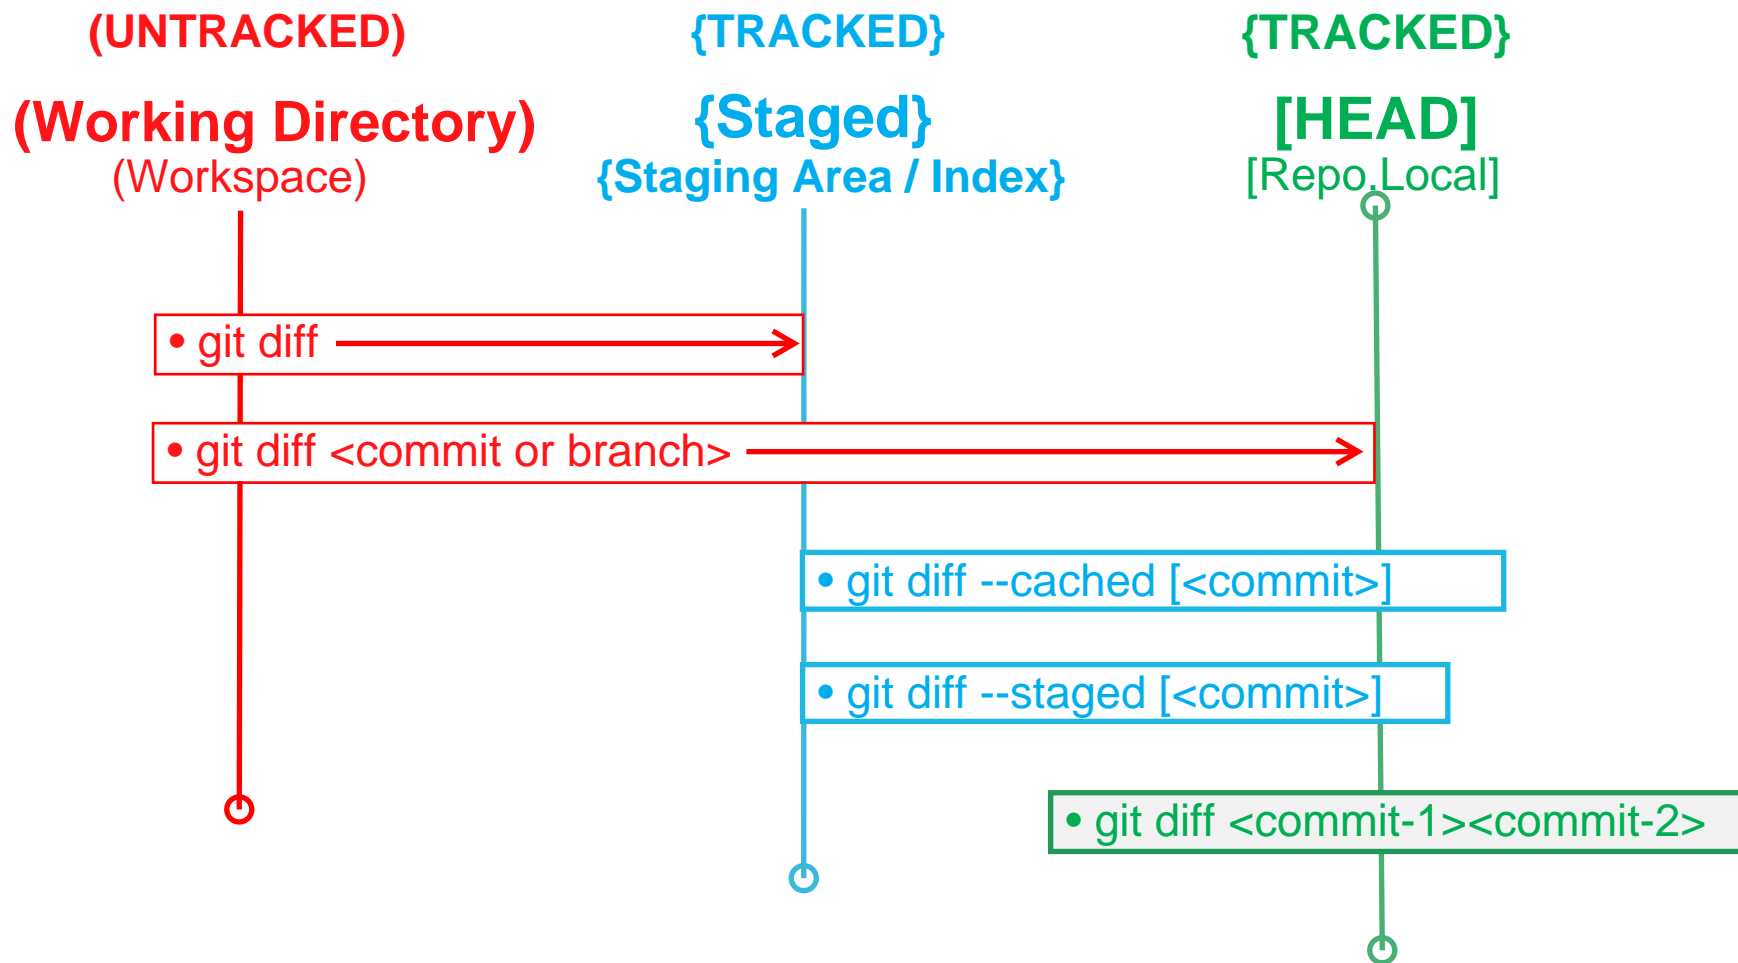 (UNTRACKED) {TRACKED} {TRACKED}
(Working Directory) {Staged} [HEAD]
(Workspace) {Staging Area / Index} [Repo.Local]
• git diff
• git diff <commit or branch>
• git diff --cached [<commit>]
• git diff --staged [<commit>]
• git diff <commit-1><commit-2>